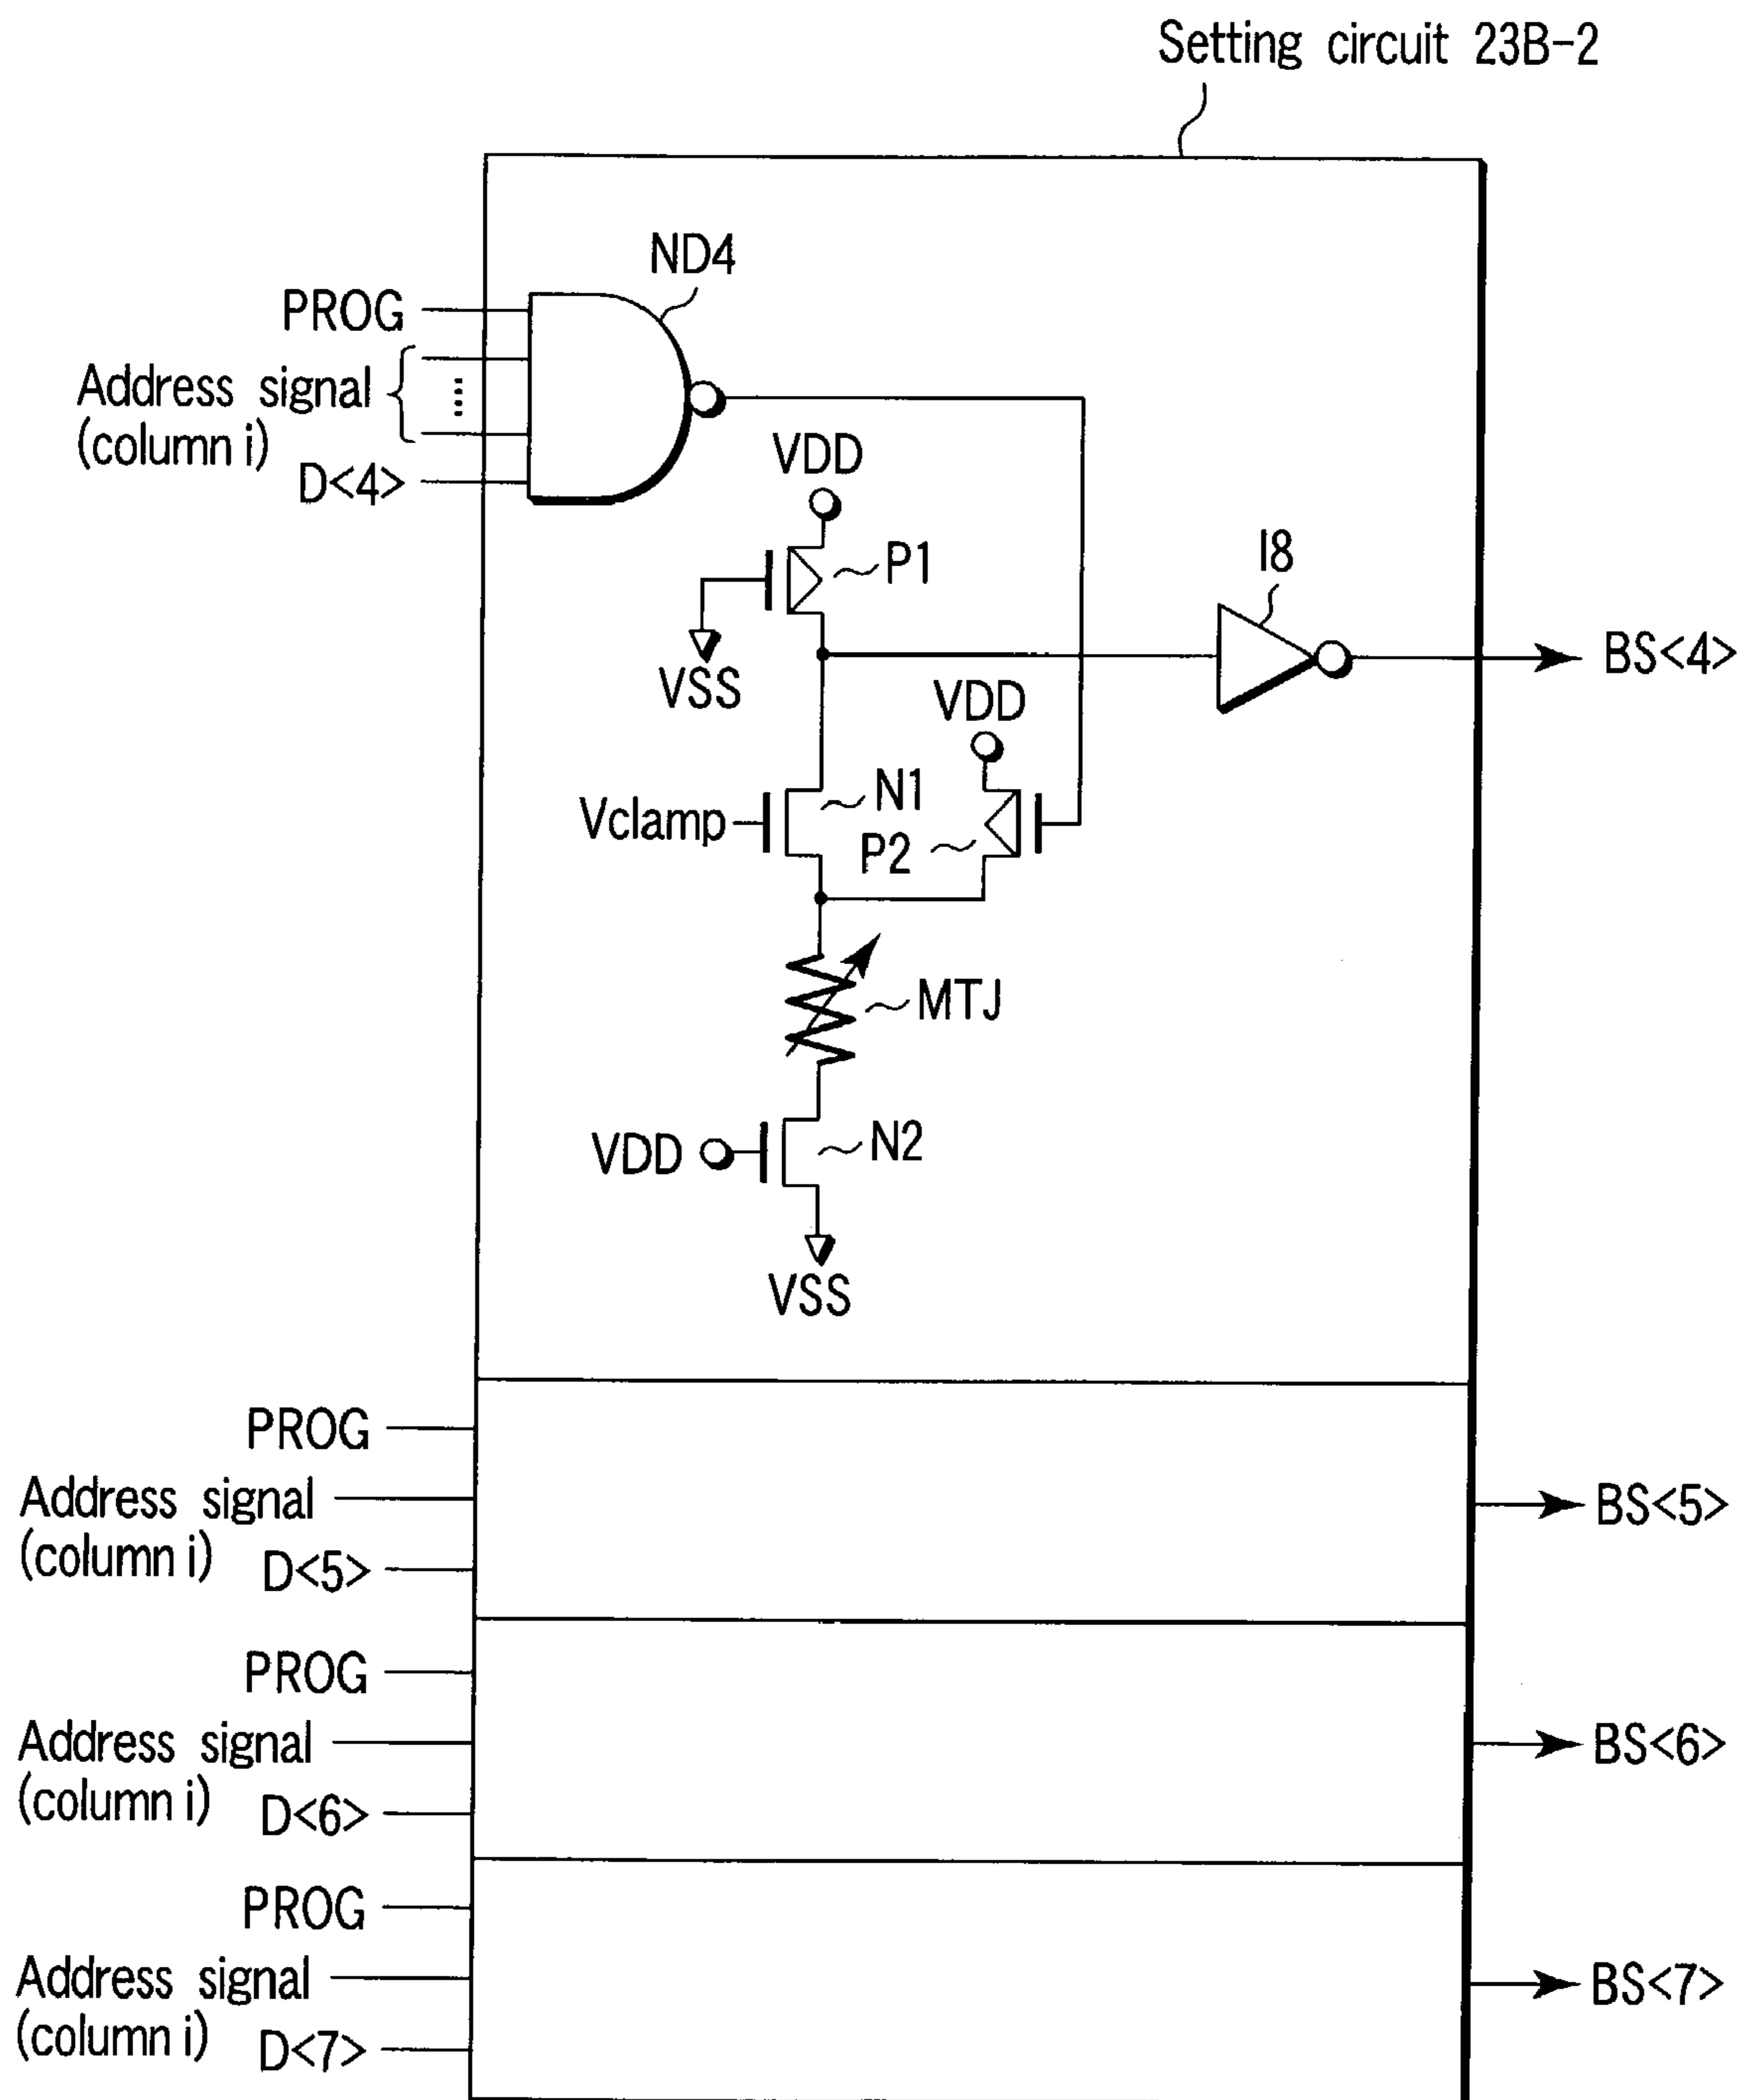 Setting circuit 23B-2
ND4
PROG
Address signal
(column i)
D<4>
VDD
P1
VSS
I8
BS<4>
VDD
Vclamp
N1
P2
MTJ
VDD
N2
VSS
PROG
Address signal
(column i)
D<5>
BS<5>
PROG
Address signal
(column i)
D<6>
BS<6>
PROG
Address signal
(column i)
D<7>
BS<7>